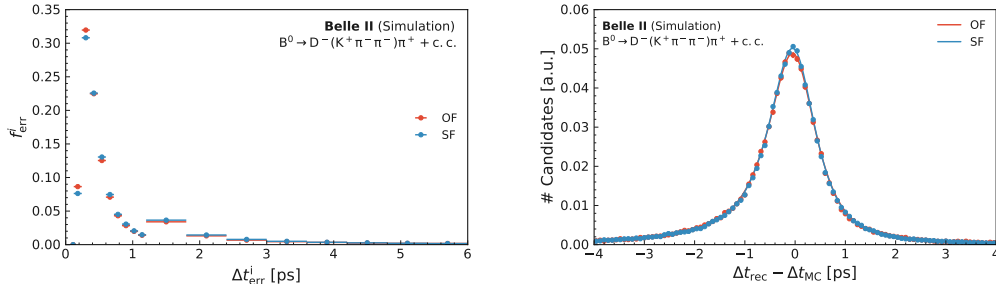 Belle II (Simulation)
B⁰ → D⁻(K⁺π⁻π⁻)π⁺ + c. c.
OF
SF
f^i_err
0.35
0.30
0.25
0.20
0.15
0.10
0.05
0.00
0 1 2 3 4 5 6
Δt^i_err [ps]
Belle II (Simulation)
B⁰ → D⁻(K⁺π⁻π⁻)π⁺ + c. c.
OF
SF
# Candidates [a.u.]
0.06
0.05
0.04
0.03
0.02
0.01
0.00
−4 −3 −2 −1 0 1 2 3 4
Δt_rec − Δt_MC [ps]